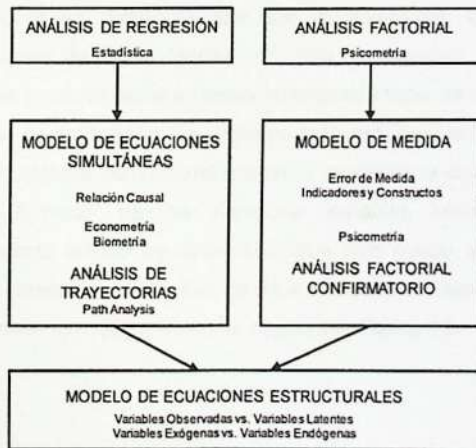 ANÁLISIS DE REGRESIÓN
Estadística
ANÁLISIS FACTORIAL
Psicometría
MODELO DE ECUACIONES
SIMULTÁNEAS
Relación Causal
Econometría
Biometría
ANÁLISIS DE
TRAYECTORIAS
Path Analysis
MODELO DE MEDIDA
Error de Medida
Indicadores y Constructos
Psicometría
ANÁLISIS FACTORIAL
CONFIRMATORIO
MODELO DE ECUACIONES ESTRUCTURALES
Variables Observadas vs. Variables Latentes
Variables Exógenas vs. Variables Endógenas